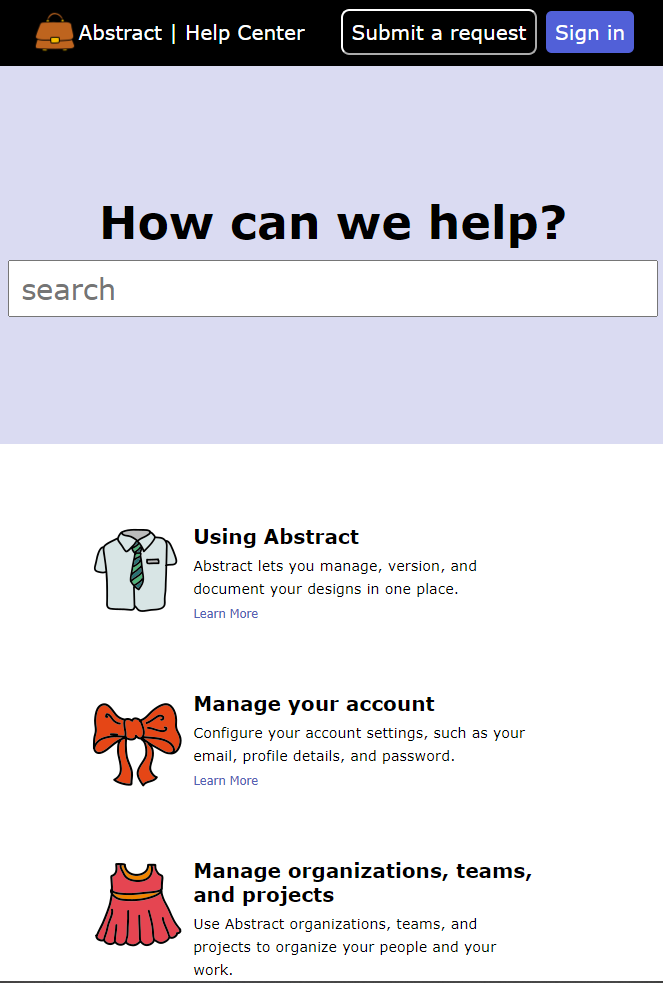 Abstract | Help Center
Submit a request
Sign in
How can we help?
search
Using Abstract
Abstract lets you manage, version, and
document your designs in one place.
Learn More
Manage your account
Configure your account settings, such as your
email, profile details, and password.
Learn More
Manage organizations, teams,
and projects
Use Abstract organizations, teams, and
projects to organize your people and your
work.